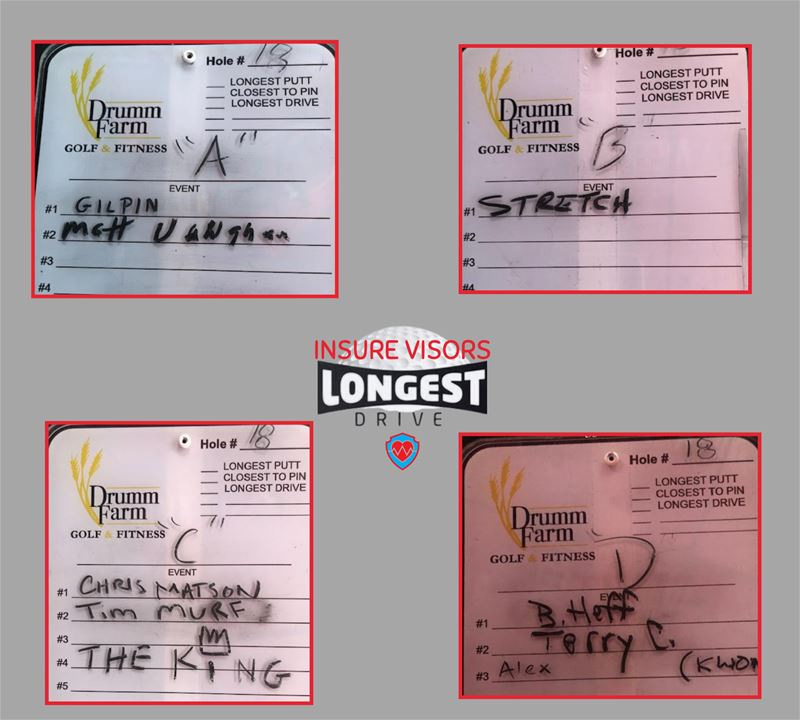 Hole # 18
LONGEST PUTT
CLOSEST TO PIN
LONGEST DRIVE
Drumm
Farm
GOLF & FITNESS
"A"
EVENT
#1 GILPIN
#2 Matt Vaughan
#3
#4
Hole #
LONGEST PUTT
CLOSEST TO PIN
LONGEST DRIVE
Drumm
Farm
GOLF & FITNESS
"B
EVENT
#1 STRETCH
#2
#3
#4
INSURE VISORS
LONGEST
DRIVE
Hole # 18
LONGEST PUTT
CLOSEST TO PIN
LONGEST DRIVE
Drumm
Farm
GOLF & FITNESS
"C"
EVENT
#1 CHRIS MATSON
#2 Tim MURF
#3
#4 THE KING
#5
Hole # 18
LONGEST PUTT
CLOSEST TO PIN
LONGEST DRIVE
Drumm
Farm
GOLF & FITNESS
"D
EVENT
#1 B. Heff
#2 Terry C.
#3 Alex (KWON